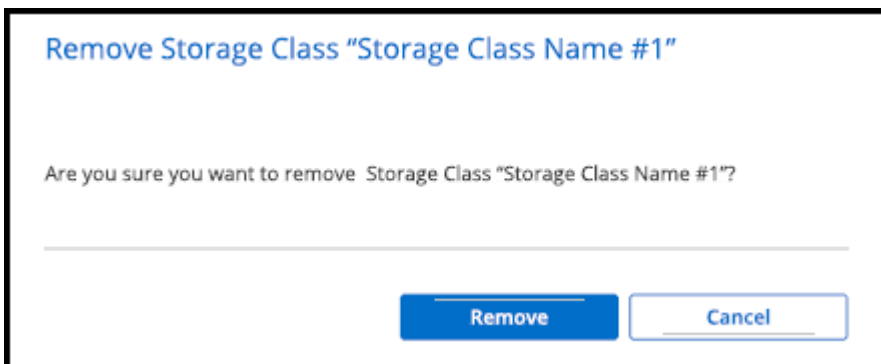 Remove Storage Class “Storage Class Name #1”
Are you sure you want to remove  Storage Class “Storage Class Name #1”?
Remove
Cancel